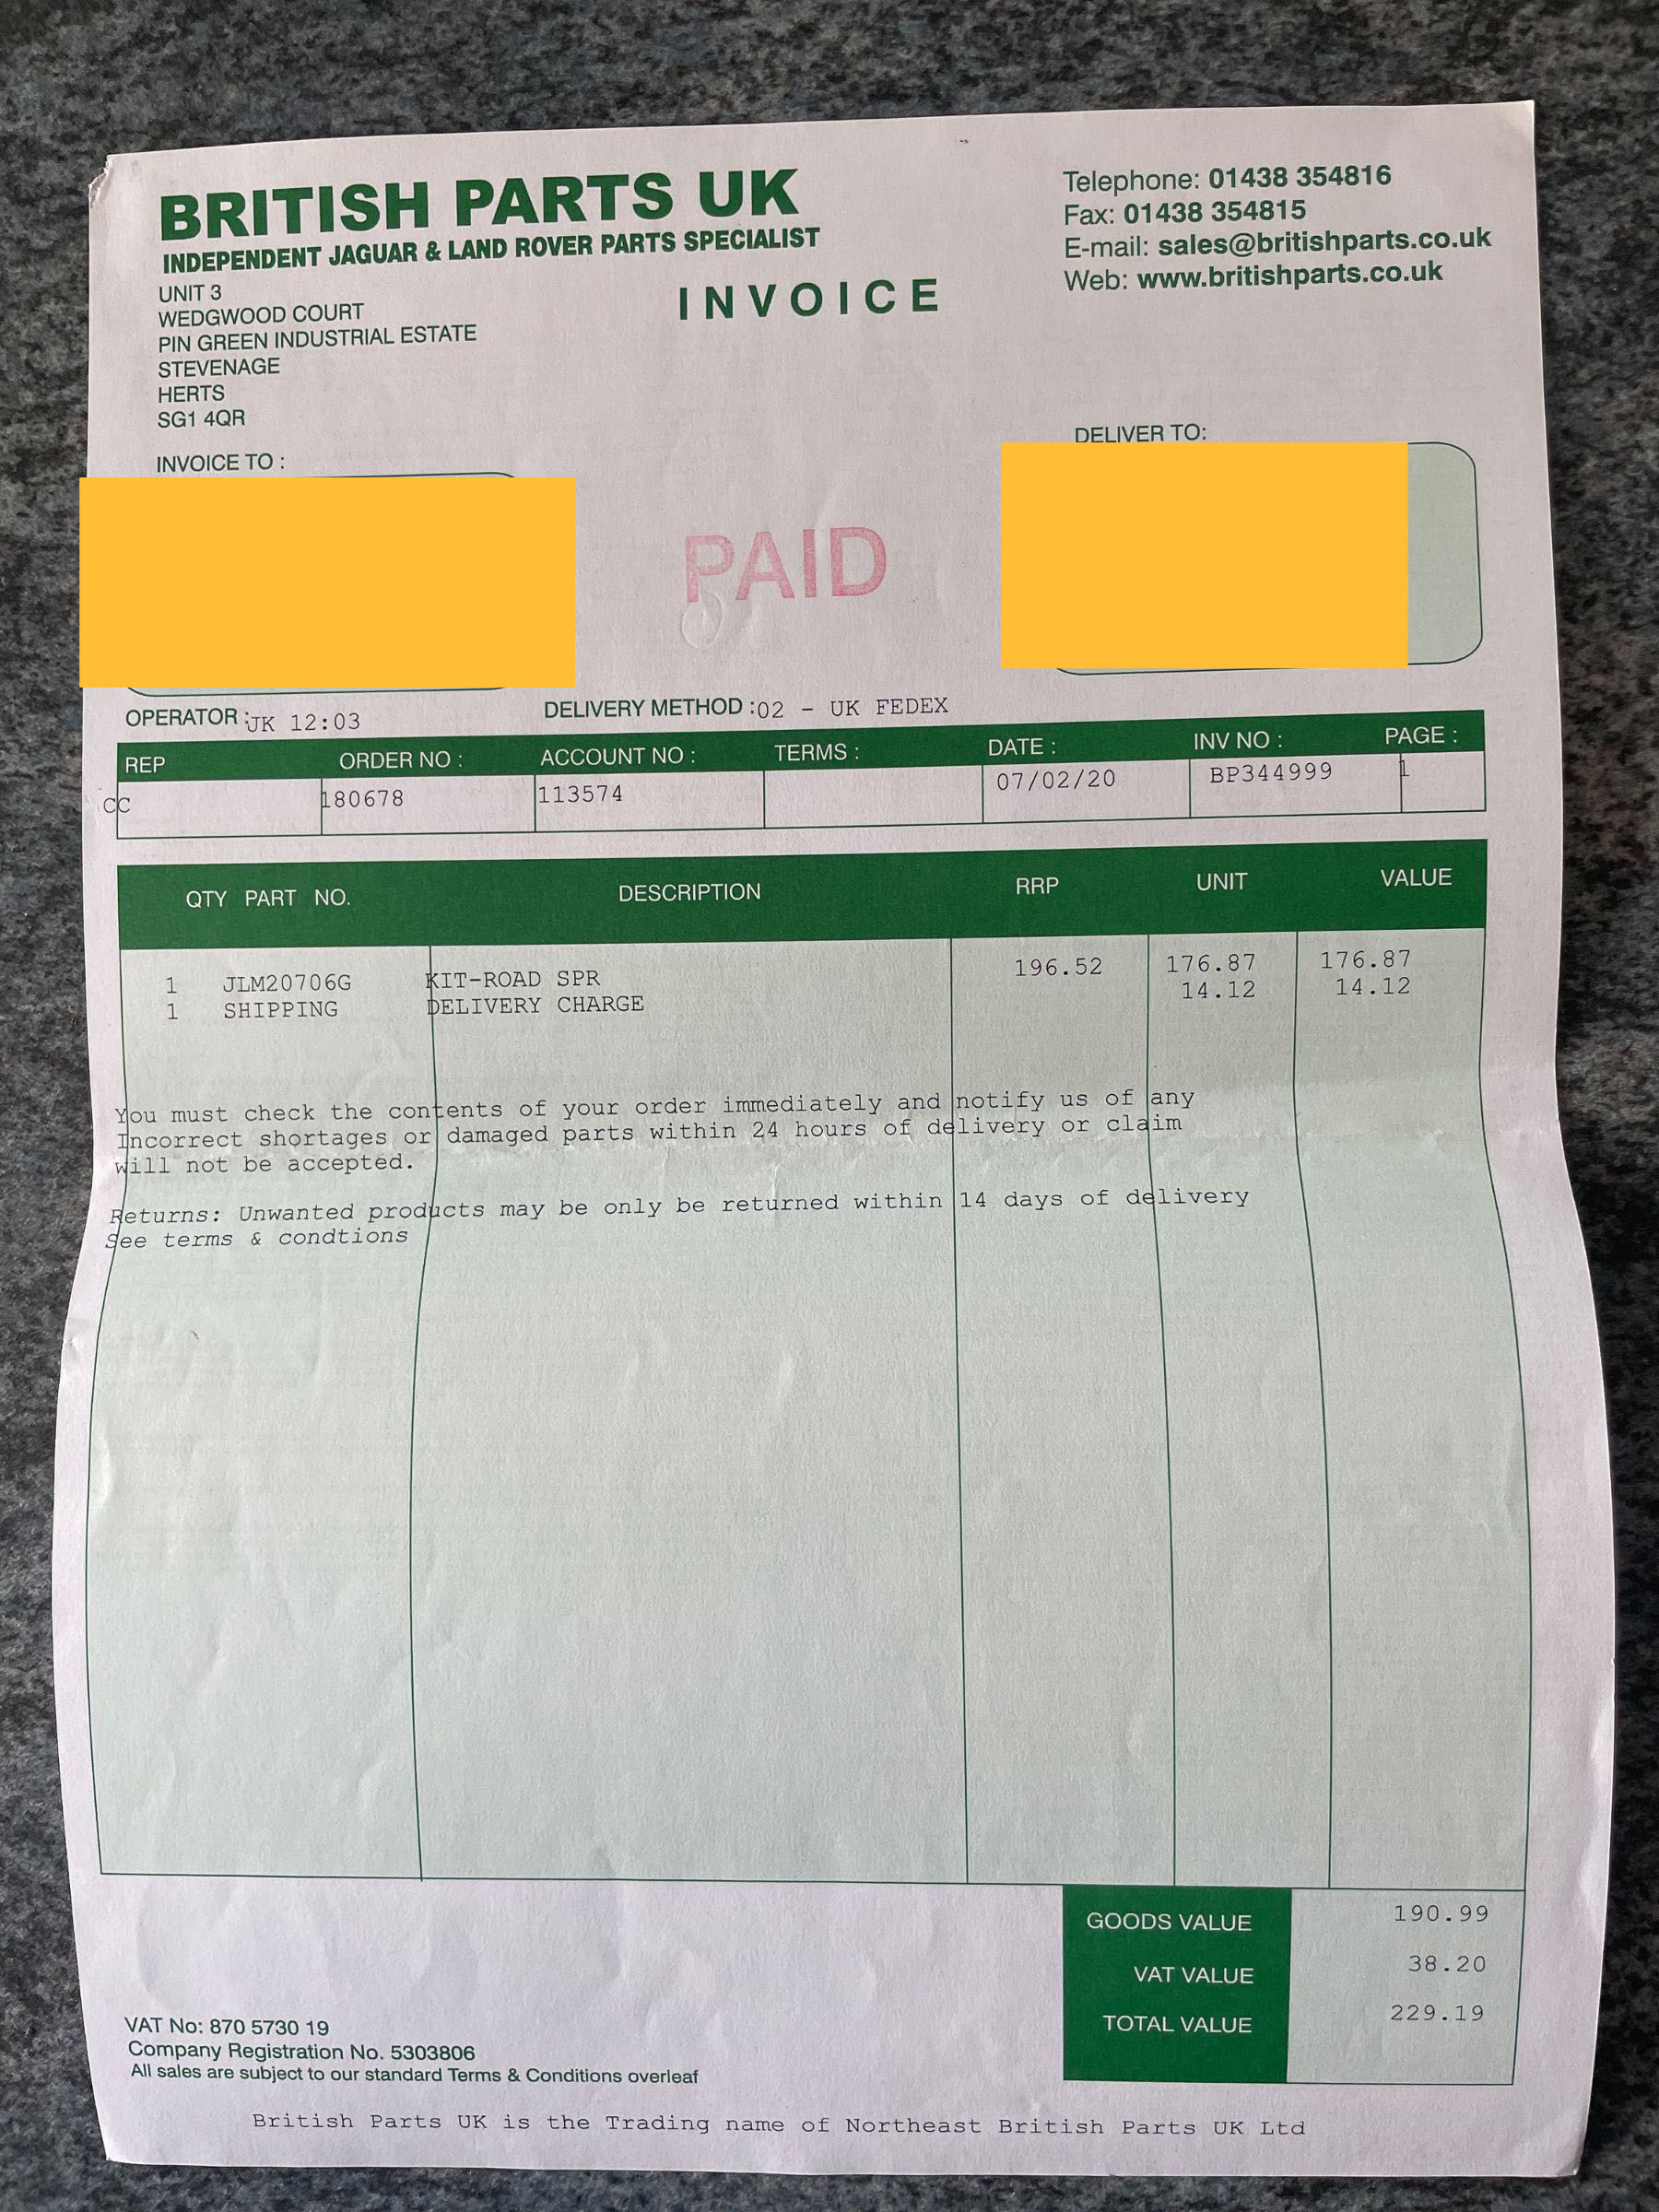 BRITISH PARTS UK
INDEPENDENT JAGUAR & LAND ROVER PARTS SPECIALIST
UNIT 3
WEDGWOOD COURT
PIN GREEN INDUSTRIAL ESTATE
STEVENAGE
HERTS
SG1 4QR
INVOICE
Telephone: 01438 354816
Fax: 01438 354815
E-mail: sales@britishparts.co.uk
Web: www.britishparts.co.uk
INVOICE TO :
DELIVER TO:
PAID
OPERATOR : JK 12:03 DELIVERY METHOD : 02 - UK FEDEX
REP ORDER NO : ACCOUNT NO : TERMS : DATE : INV NO : PAGE :
CC 180678 113574 07/02/20 BP344999 1
QTY PART NO. DESCRIPTION RRP UNIT VALUE
1 JLM20706G KIT-ROAD SPR 196.52 176.87 176.87
1 SHIPPING DELIVERY CHARGE 14.12 14.12
You must check the contents of your order immediately and notify us of any
Incorrect shortages or damaged parts within 24 hours of delivery or claim
will not be accepted.
Returns: Unwanted products may be only be returned within 14 days of delivery
See terms & condtions
GOODS VALUE 190.99
VAT VALUE 38.20
TOTAL VALUE 229.19
VAT No: 870 5730 19
Company Registration No. 5303806
All sales are subject to our standard Terms & Conditions overleaf
British Parts UK is the Trading name of Northeast British Parts UK Ltd